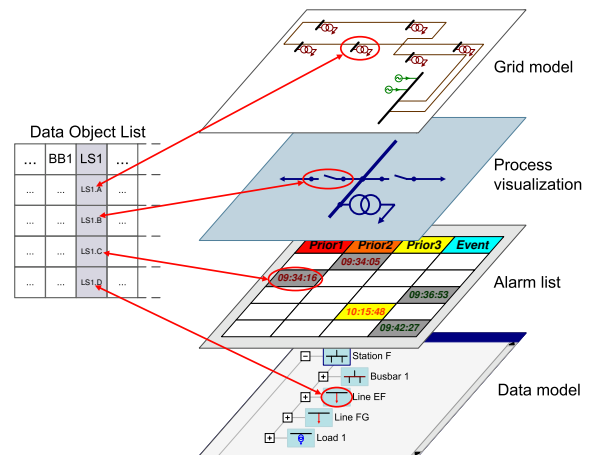 Grid model
Data Object List
... BB1 LS1 ...
... ... LS1.A ...
... ... LS1.B ...
... ... LS1.C ...
... ... LS1.D ...
Process
visualization
Prior1 Prior2 Prior3 Event
09:34:05
09:34:16
09:36:53
10:15:48
09:42:27
Alarm list
Station F
Busbar 1
Line EF
Line FG
Load 1
Data model